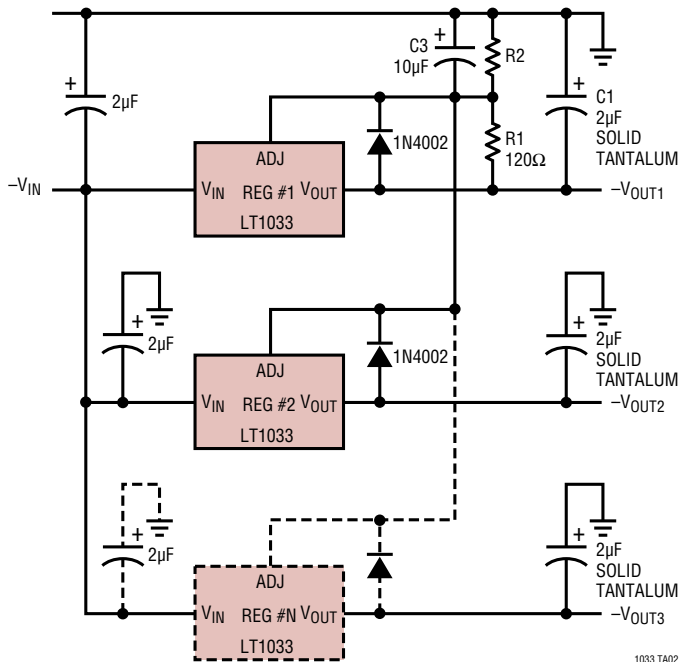 C3
10µF
+
R2
+
2µF
+
C1
2µF
SOLID
TANTALUM
1N4002
R1
120Ω
ADJ
–VIN
VIN REG #1 VOUT
LT1033
–VOUT1
+
2µF
ADJ
1N4002
+
2µF
SOLID
TANTALUM
VIN REG #2 VOUT
LT1033
–VOUT2
+
2µF
ADJ
+
2µF
SOLID
TANTALUM
VIN REG #N VOUT
LT1033
–VOUT3
1033 TA02